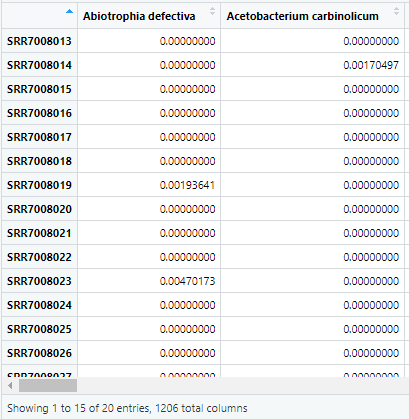 Abiotrophia defectiva Acetobacterium carbinolicum
SRR7008013 0.00000000 0.00000000
SRR7008014 0.00000000 0.00170497
SRR7008015 0.00000000 0.00000000
SRR7008016 0.00000000 0.00000000
SRR7008017 0.00000000 0.00000000
SRR7008018 0.00000000 0.00000000
SRR7008019 0.00193641 0.00000000
SRR7008020 0.00000000 0.00000000
SRR7008021 0.00000000 0.00000000
SRR7008022 0.00000000 0.00000000
SRR7008023 0.00470173 0.00000000
SRR7008024 0.00000000 0.00000000
SRR7008025 0.00000000 0.00000000
SRR7008026 0.00000000 0.00000000
SRR7008027 0.00000000 0.00000000
Showing 1 to 15 of 20 entries, 1206 total columns